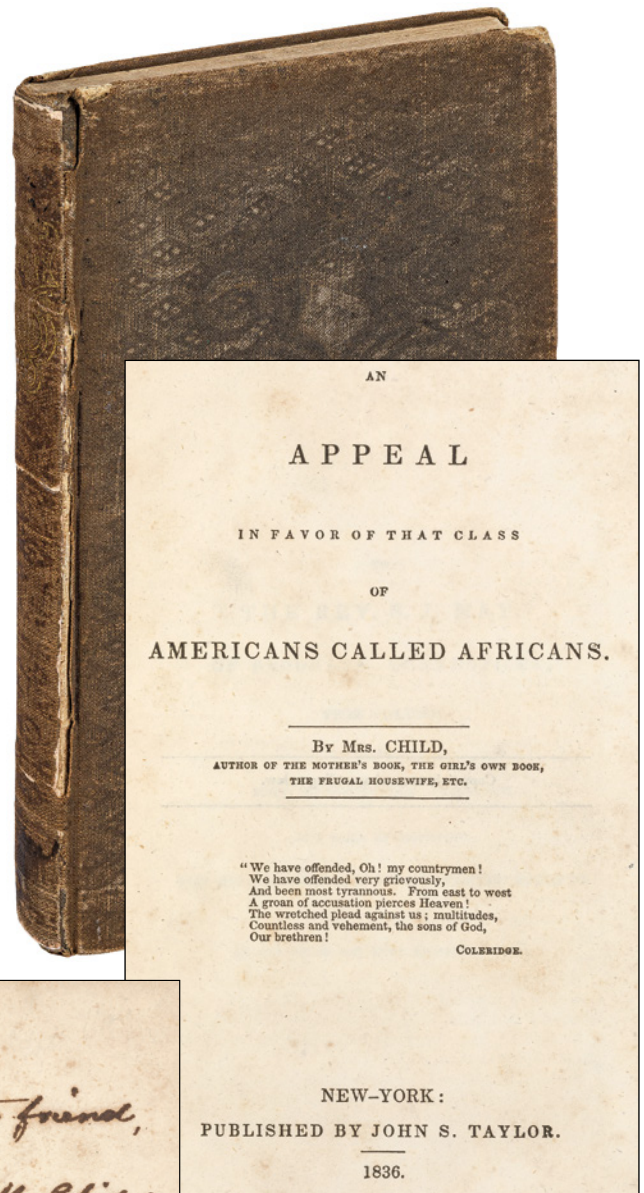 AN
APPEAL
IN FAVOR OF THAT CLASS
OF
AMERICANS CALLED AFRICANS.
By Mrs. CHILD,
AUTHOR OF THE MOTHER'S BOOK, THE GIRL'S OWN BOOK,
THE FRUGAL HOUSEWIFE, ETC.
“ We have offended, Oh ! my countrymen !
We have offended very grievously,
And been most tyrannous. From east to west
A groan of accusation pierces Heaven !
The wretched plead against us ; multitudes,
Countless and vehement, the sons of God,
Our brethren !
COLERIDGE.
NEW-YORK :
PUBLISHED BY JOHN S. TAYLOR.
1836.
friend,